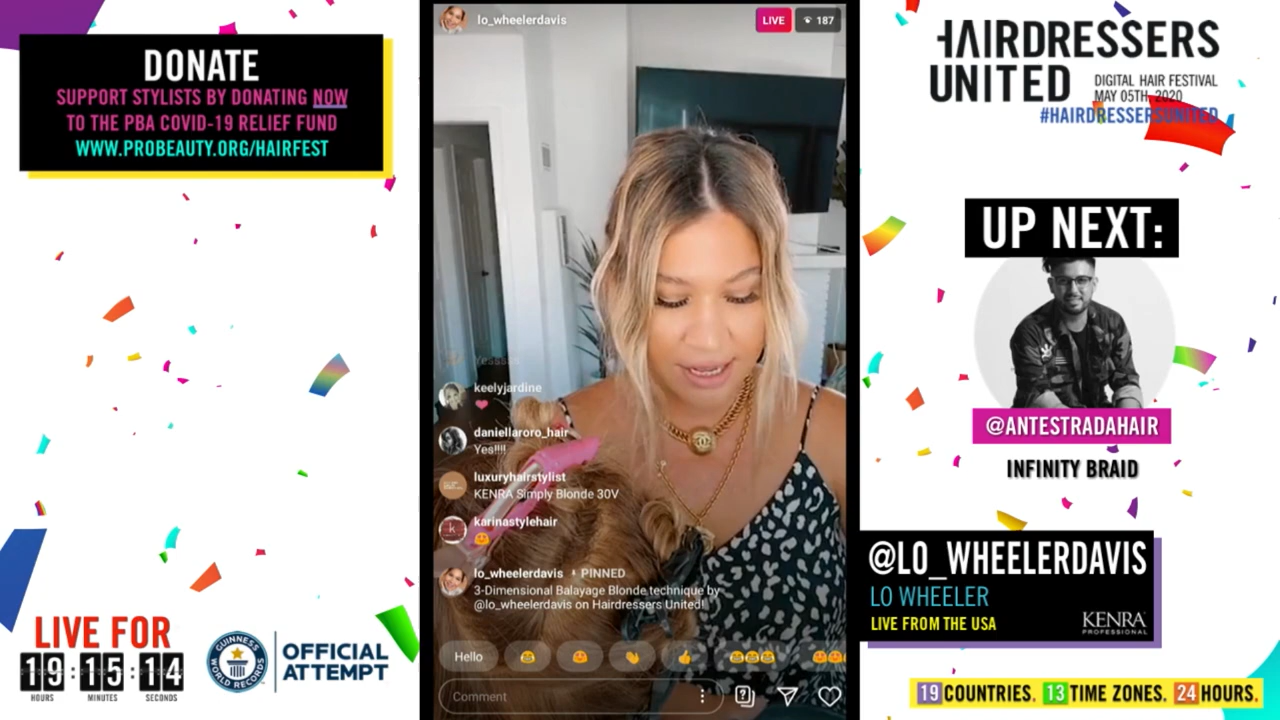 DONATE
SUPPORT STYLISTS BY DONATING NOW
TO THE PBA COVID-19 RELIEF FUND
WWW.PROBEAUTY.ORG/HAIRFEST
LIVE FOR
19:15:14
HOURS MINUTES SECONDS
GUINNESS
WORLD RECORDS
OFFICIAL
ATTEMPT
lo_wheelerdavis
LIVE
187
keelyjardine
daniellaroro_hair
Yes!!!!
luxuryhairstylist
KENRA Simply Blonde 30V
k
karinastylehair
lo_wheelerdavis PINNED
3-Dimensional Balayage Blonde technique by
@lo_wheelerdavis on Hairdressers United!
Hello
Comment
HAIRDRESSERS
UNITED
DIGITAL HAIR FESTIVAL
MAY 05TH, 2020
#HAIRDRESSERSUNITED
UP NEXT:
@ANTESTRADAHAIR
INFINITY BRAID
@LO_WHEELERDAVIS
LO WHEELER
LIVE FROM THE USA
KENRA
PROFESSIONAL
19 COUNTRIES. 13 TIME ZONES. 24 HOURS.